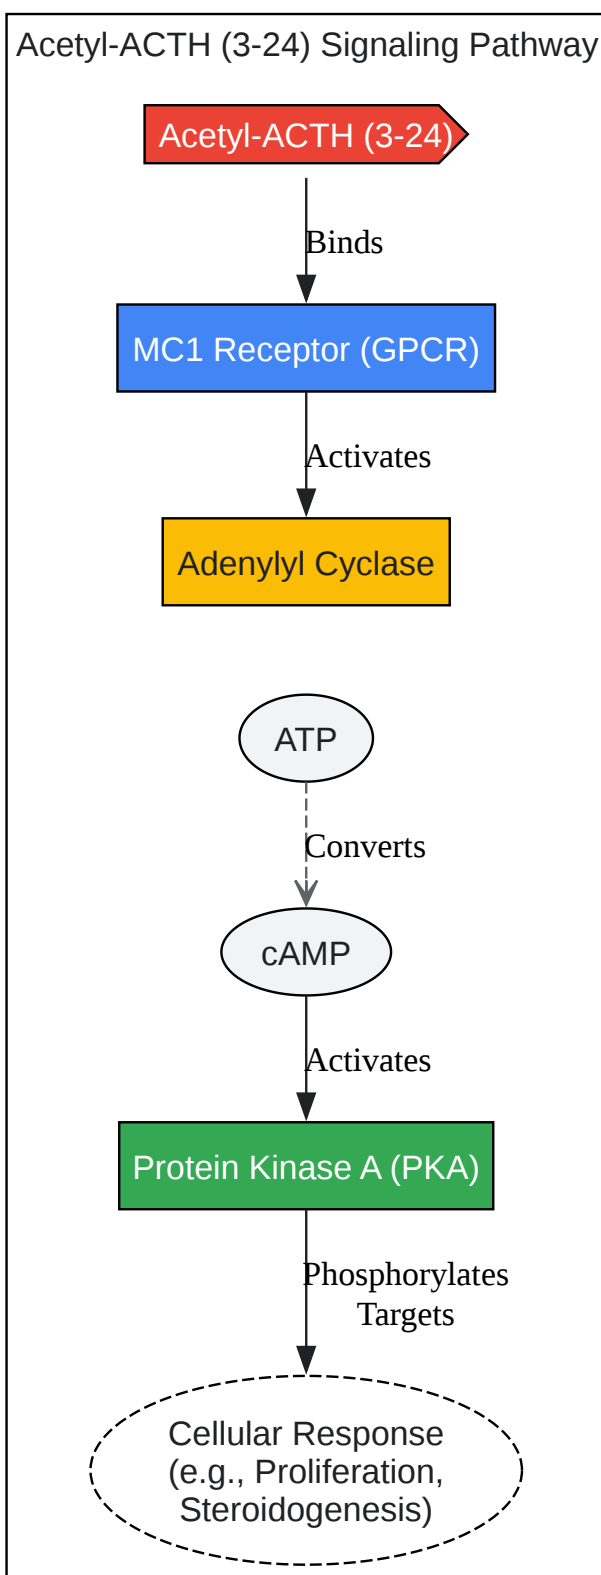 Acetyl-ACTH (3-24) Signaling Pathway
Acetyl-ACTH (3-24)
Binds
MC1 Receptor (GPCR)
Activates
Adenylyl Cyclase
ATP
Converts
cAMP
Activates
Protein Kinase A (PKA)
Phosphorylates
Targets
Cellular Response
(e.g., Proliferation,
Steroidogenesis)